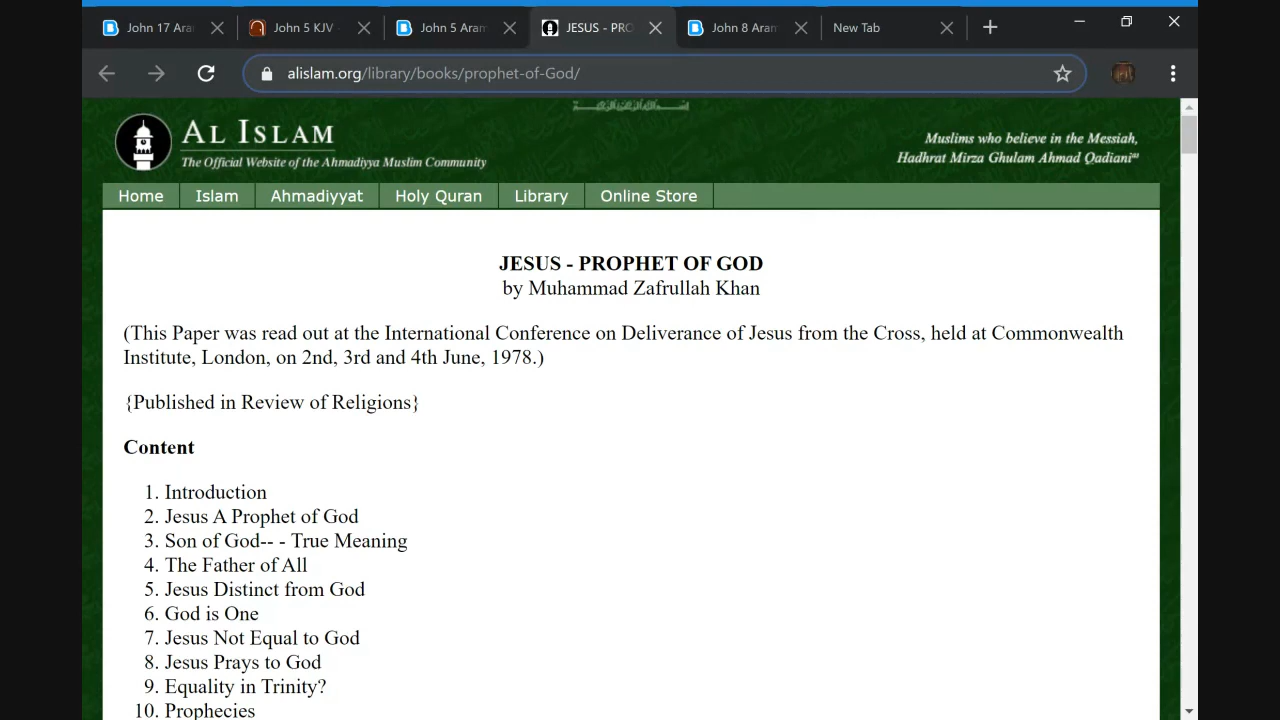 John 17 Ara
John 5 KJV
John 5 Aram
JESUS - PRO
John 8 Aram
New Tab
alislam.org/library/books/prophet-of-God/
AL ISLAM
The Official Website of the Ahmadiyya Muslim Community
Muslims who believe in the Messiah,
Hadhrat Mirza Ghulam Ahmad Qadiani
Home Islam Ahmadiyyat Holy Quran Library Online Store
JESUS - PROPHET OF GOD
by Muhammad Zafrullah Khan
(This Paper was read out at the International Conference on Deliverance of Jesus from the Cross, held at Commonwealth
Institute, London, on 2nd, 3rd and 4th June, 1978.)
{Published in Review of Religions}
Content
1. Introduction
2. Jesus A Prophet of God
3. Son of God-- - True Meaning
4. The Father of All
5. Jesus Distinct from God
6. God is One
7. Jesus Not Equal to God
8. Jesus Prays to God
9. Equality in Trinity?
10. Prophecies